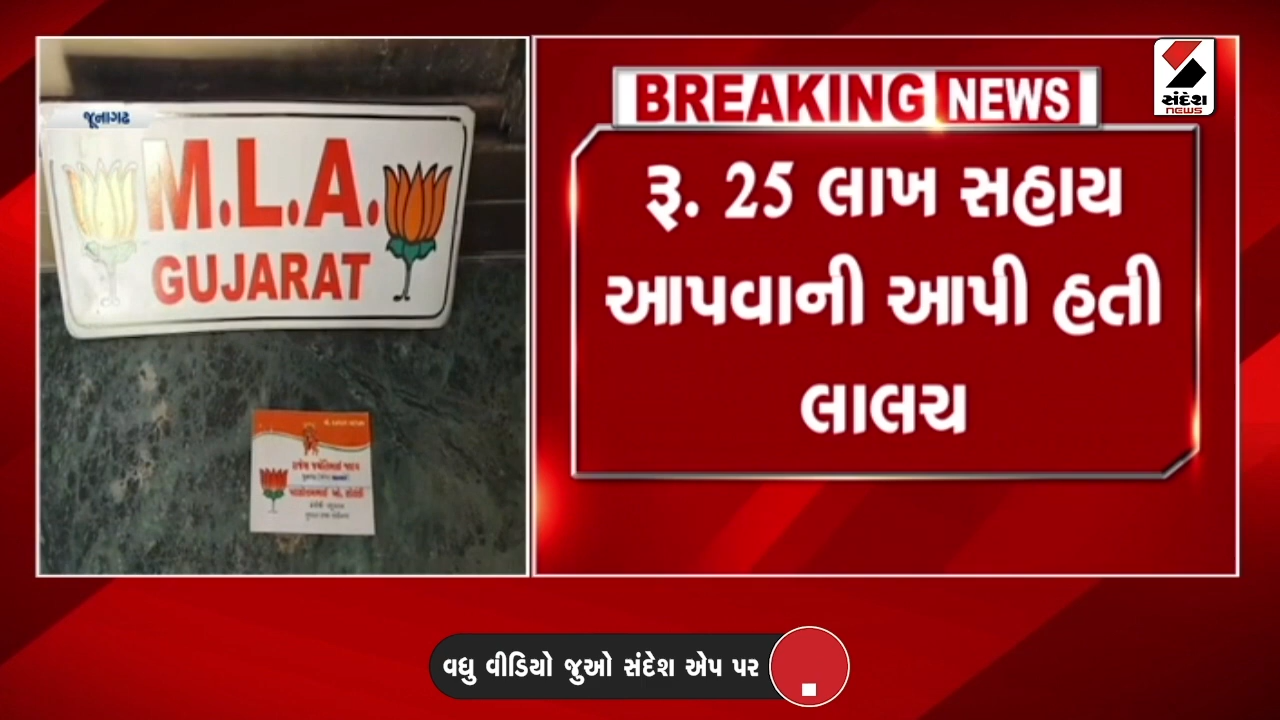 જૂનાગઢ
M.L.A.
GUJARAT
BREAKING NEWS
સંદેશ
NEWS
રૂ. 25 લાખ સહાય
આપવાની આપી હતી
લાલચ
વધુ વીડિયો જુઓ સંદેશ એપ પર